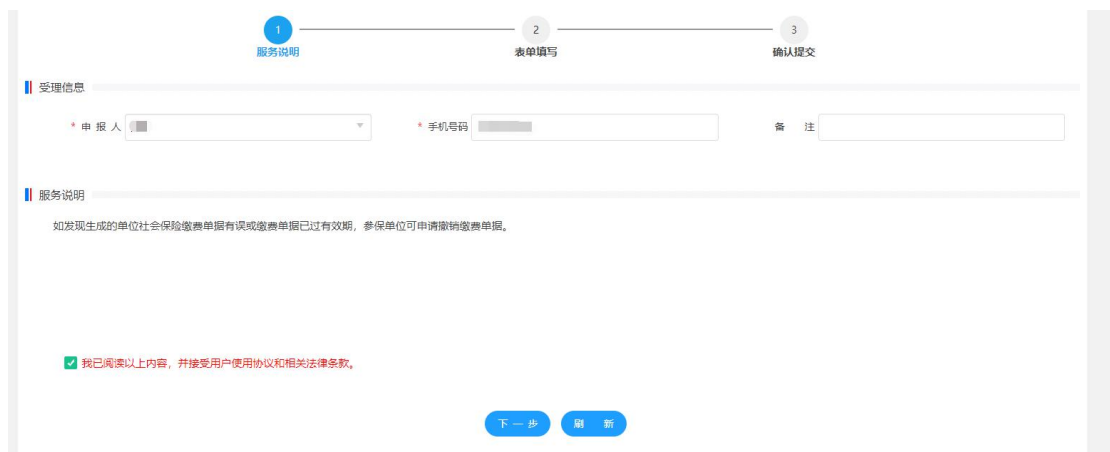 1 2 3
服务说明 表单填写 确认提交
受理信息
* 申 报 人 * 手机号码 备 注
服务说明
如发现生成的单位社会保险缴费单据有误或缴费单据已过有效期，参保单位可申请撤销缴费单据。
我已阅读以上内容，并接受用户使用协议和相关法律条款。
下 一 步 刷 新